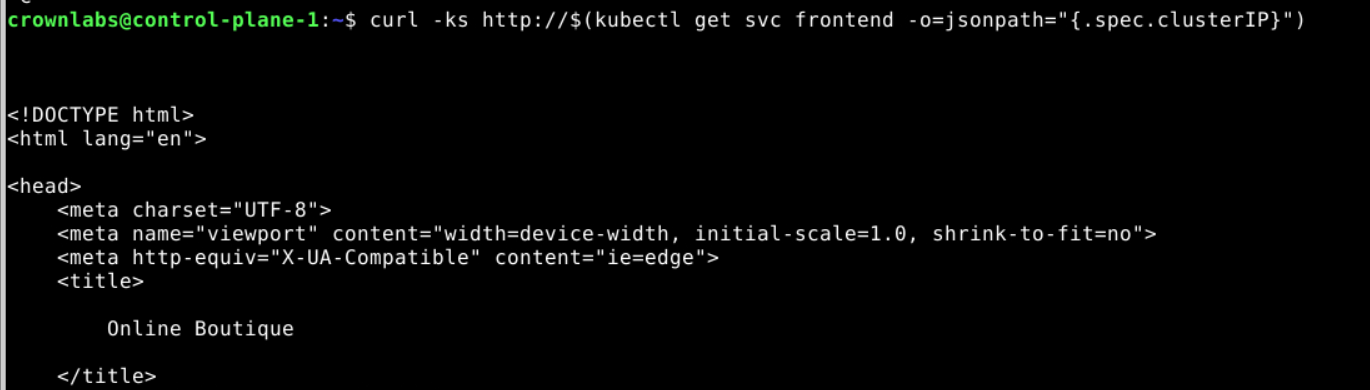 crownlabs@control-plane-1:~$ curl -ks http://$(kubectl get svc frontend -o=jsonpath="{.spec.clusterIP}")
<!DOCTYPE html>
<html lang="en">
<head>
    <meta charset="UTF-8">
    <meta name="viewport" content="width=device-width, initial-scale=1.0, shrink-to-fit=no">
    <meta http-equiv="X-UA-Compatible" content="ie=edge">
    <title>
        Online Boutique
    </title>